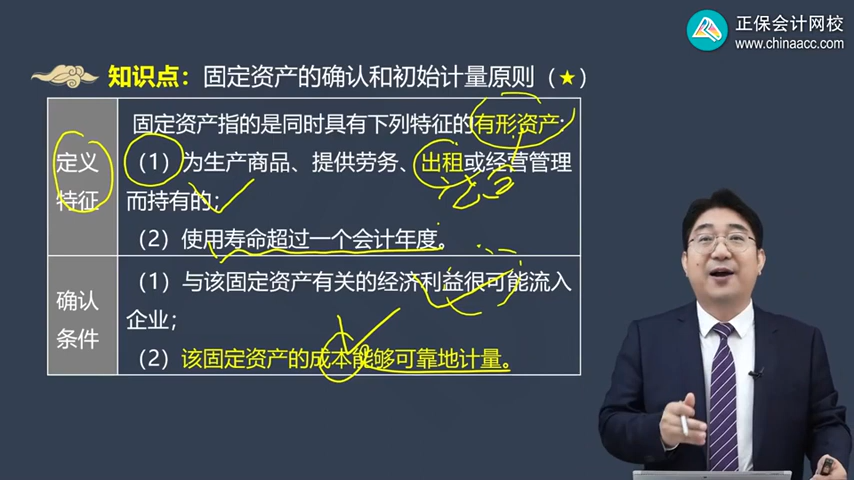 正保会计网校
www.chinaacc.com
知识点：固定资产的确认和初始计量原则（★）
定义
特征
固定资产指的是同时具有下列特征的有形资产：
（1）为生产商品、提供劳务、出租或经营管理
而持有的；
（2）使用寿命超过一个会计年度。
确认
条件
（1）与该固定资产有关的经济利益很可能流入
企业；
（2）该固定资产的成本能够可靠地计量。